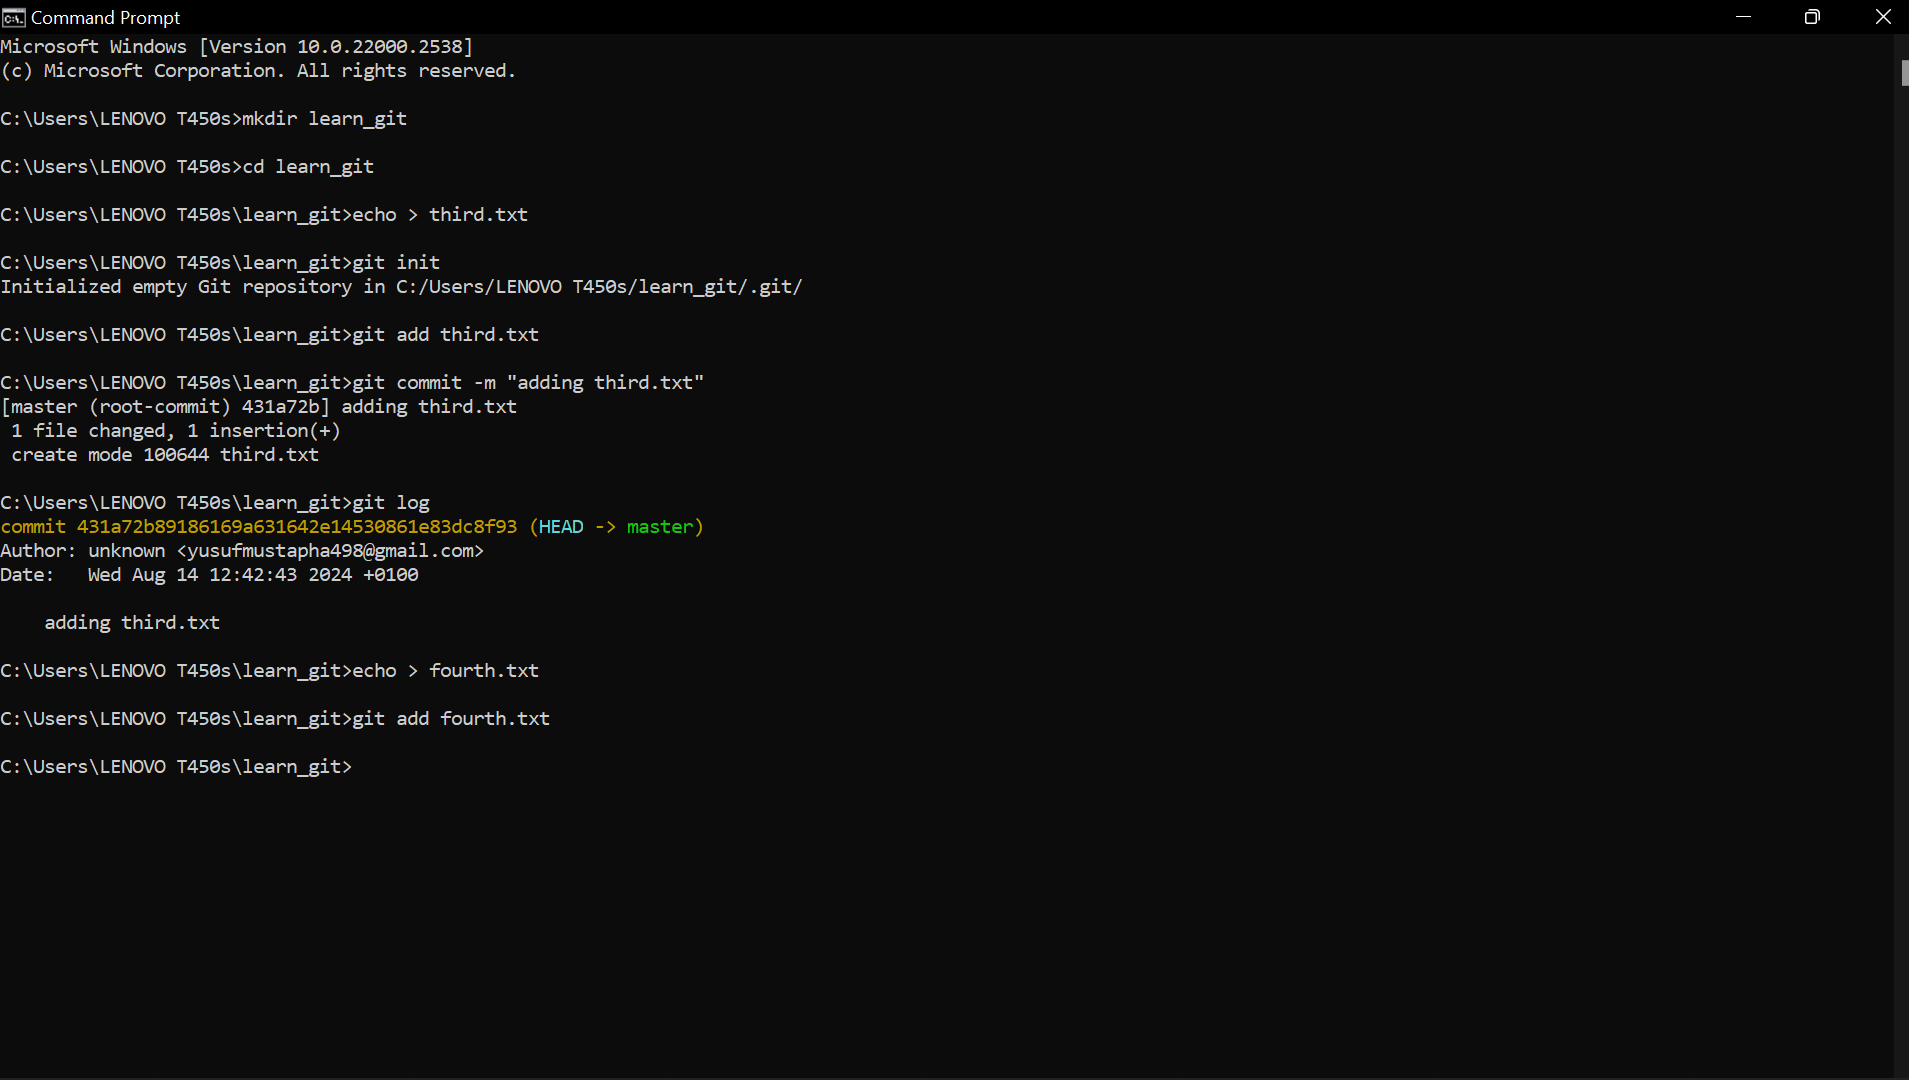 Command Prompt
Microsoft Windows [Version 10.0.22000.2538]
(c) Microsoft Corporation. All rights reserved.
C:\Users\LENOVO T450s>mkdir learn_git
C:\Users\LENOVO T450s>cd learn_git
C:\Users\LENOVO T450s\learn_git>echo > third.txt
C:\Users\LENOVO T450s\learn_git>git init
Initialized empty Git repository in C:/Users/LENOVO T450s/learn_git/.git/
C:\Users\LENOVO T450s\learn_git>git add third.txt
C:\Users\LENOVO T450s\learn_git>git commit -m "adding third.txt"
[master (root-commit) 431a72b] adding third.txt
 1 file changed, 1 insertion(+)
 create mode 100644 third.txt
C:\Users\LENOVO T450s\learn_git>git log
commit 431a72b89186169a631642e14530861e83dc8f93 (HEAD -> master)
Author: unknown <yusufmustapha498@gmail.com>
Date:   Wed Aug 14 12:42:43 2024 +0100
    adding third.txt
C:\Users\LENOVO T450s\learn_git>echo > fourth.txt
C:\Users\LENOVO T450s\learn_git>git add fourth.txt
C:\Users\LENOVO T450s\learn_git>